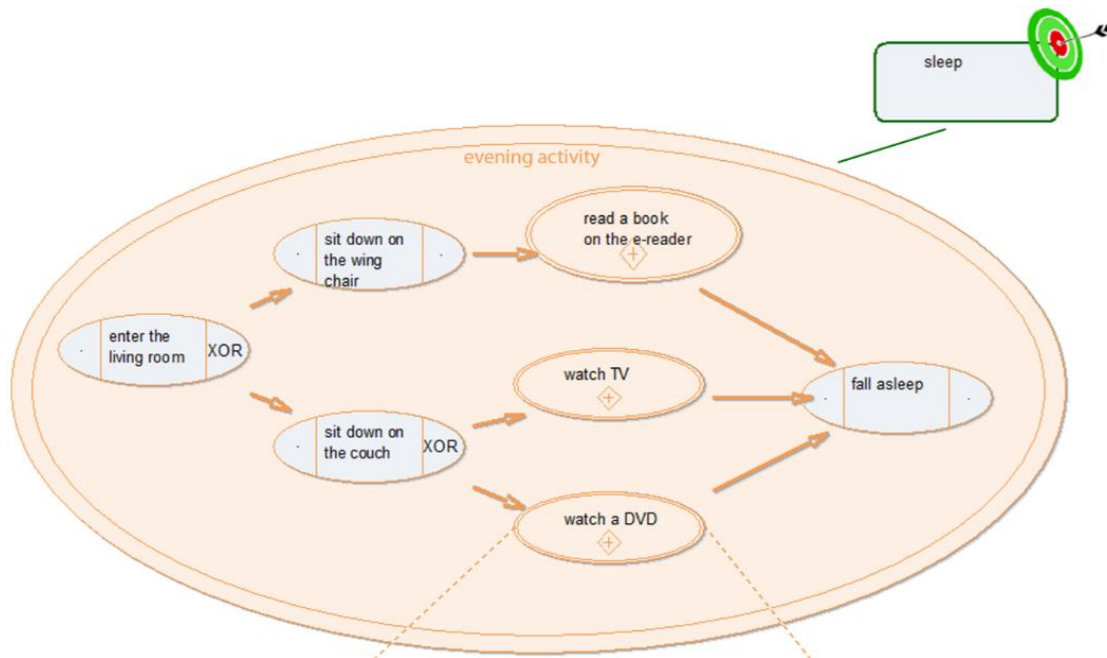 sleep
evening activity
sit down on
the wing
chair
read a book
on the e-reader
enter the
living room
XOR
watch TV
fall asleep
sit down on
the couch
XOR
watch a DVD